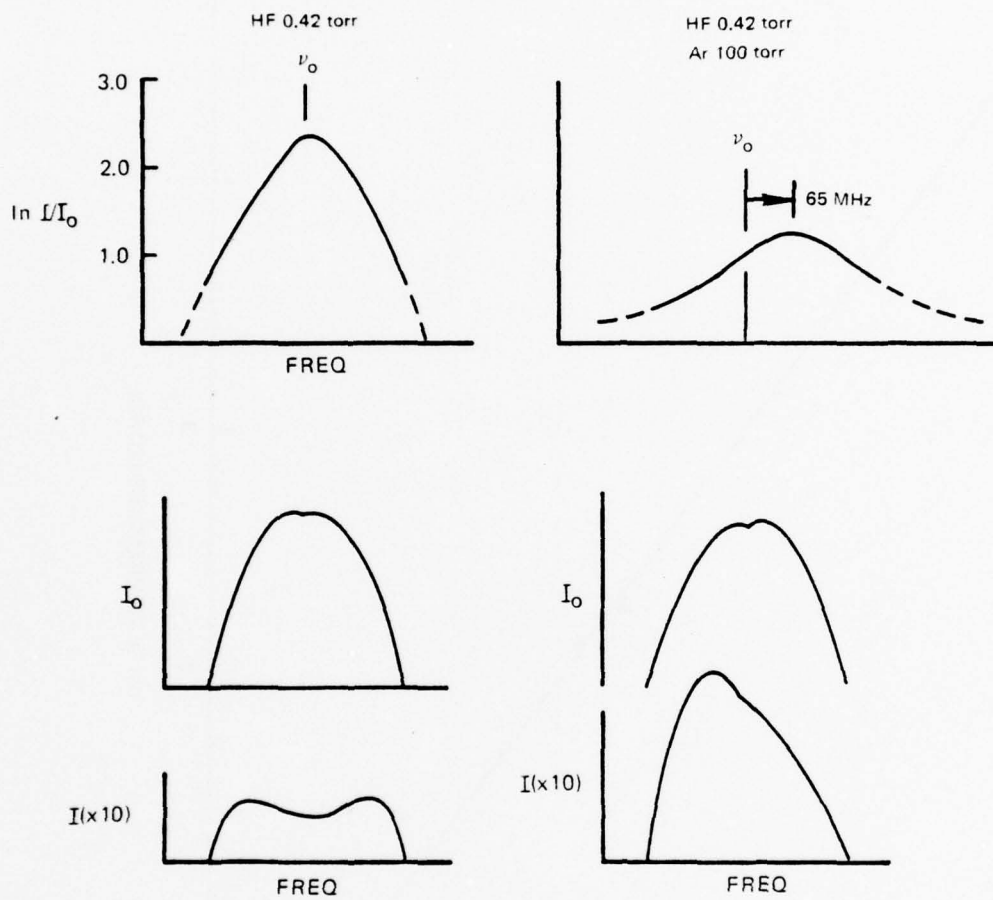 HF 0.42 torr
ν₀
3.0
2.0
1.0
ln I/I₀
FREQ
HF 0.42 torr
Ar 100 torr
ν₀
65 MHz
I₀
I(x10)
FREQ
I₀
I(x10)
FREQ